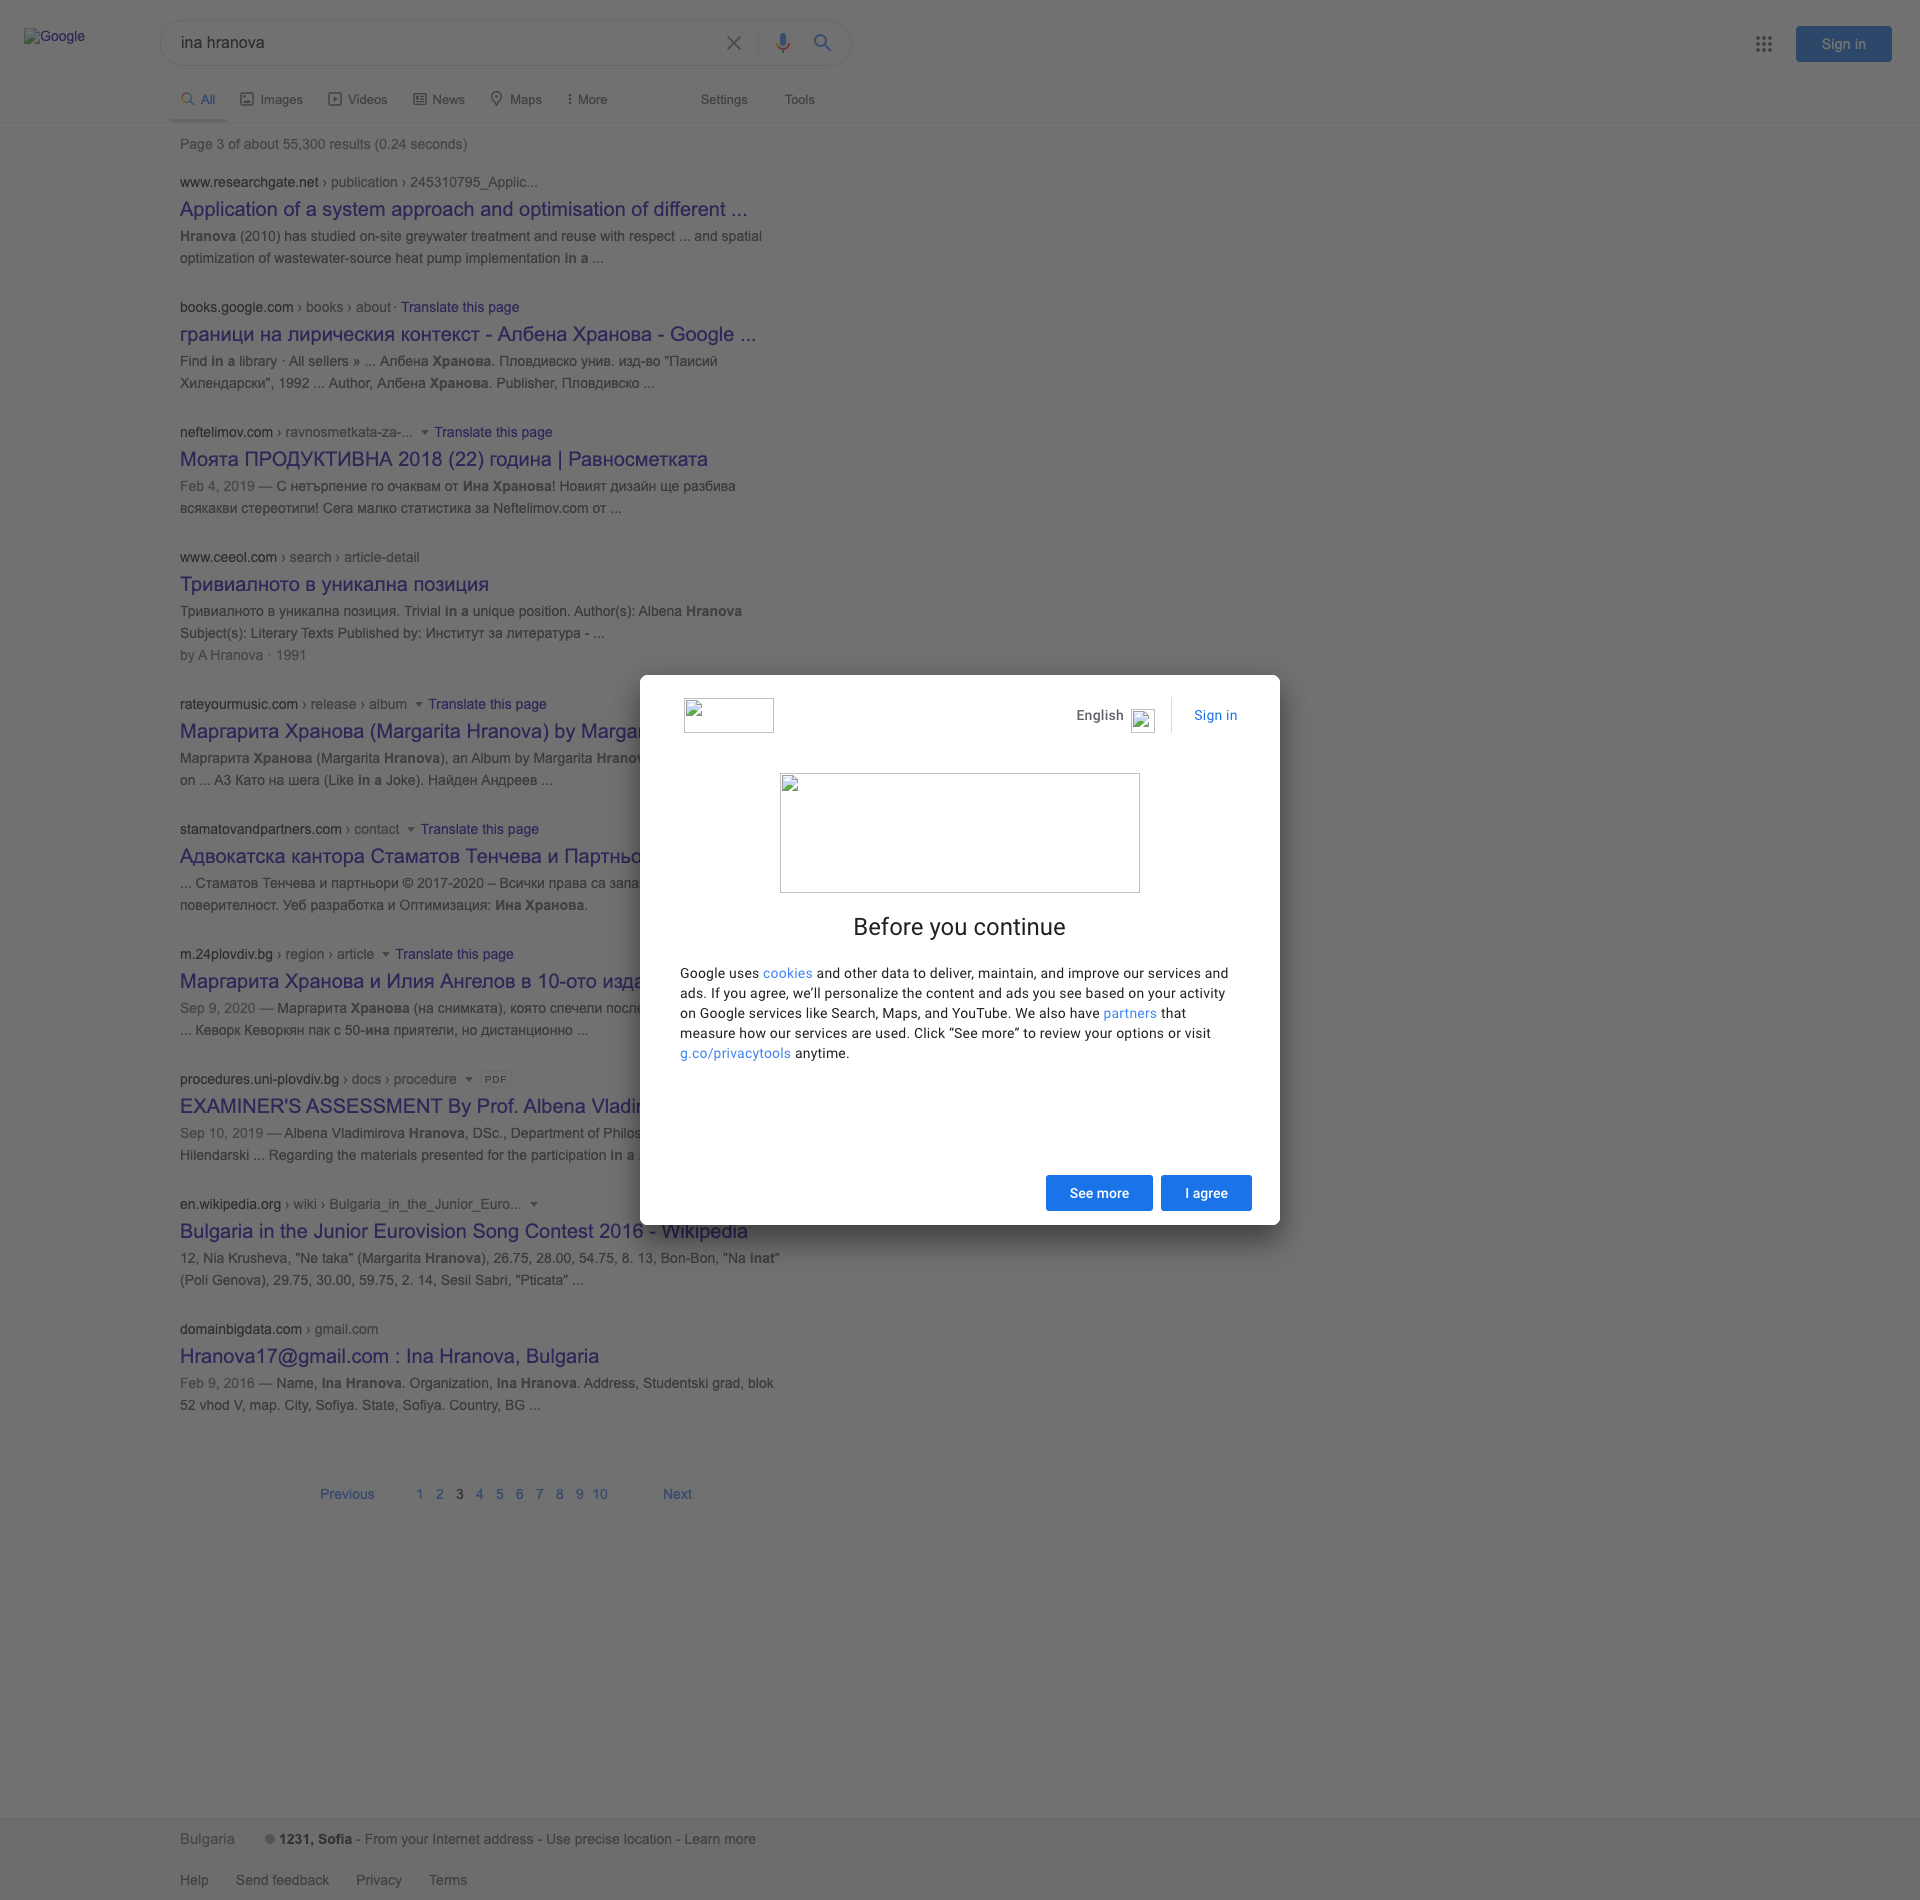 Google
ina hranova
Sign in
All Images Videos News Maps More Settings Tools
Page 3 of about 55,300 results (0.24 seconds)
www.researchgate.net › publication › 245310795_Applic...
Application of a system approach and optimisation of different ...
Hranova (2010) has studied on-site greywater treatment and reuse with respect ... and spatial
optimization of wastewater-source heat pump implementation in a ...
books.google.com › books › about · Translate this page
граници на лирическия контекст - Албена Хранова - Google ...
Find in a library · All sellers » ... Албена Хранова. Пловдивско унив. изд-во "Паисий
Хилендарски", 1992 ... Author, Албена Хранова. Publisher, Пловдивско ...
neftelimov.com › ravnosmetkata-za-... Translate this page
Моята ПРОДУКТИВНА 2018 (22) година | Равносметката
Feb 4, 2019 — С нетърпение го очаквам от Ина Хранова! Новият дизайн ще разбива
всякакви стереотипи! Сега малко статистика за Neftelimov.com от ...
www.ceeol.com › search › article-detail
Тривиалното в уникална позиция
Тривиалното в уникална позиция. Trivial in a unique position. Author(s): Albena Hranova
Subject(s): Literary Texts Published by: Институт за литература - ...
by A Hranova · 1991
rateyourmusic.com › release › album Translate this page
Маргарита Хранова (Margarita Hranova) by Margar
Маргарита Хранова (Margarita Hranova), an Album by Margarita Hranov
on ... A3 Като на шега (Like in a Joke). Найден Андреев ...
stamatovandpartners.com › contact Translate this page
Адвокатска кантора Стаматов Тенчева и Партньо
... Стаматов Тенчева и партньори © 2017-2020 – Всички права са запа
поверителност. Уеб разработка и Оптимизация: Ина Хранова.
m.24plovdiv.bg › region › article Translate this page
Маргарита Хранова и Илия Ангелов в 10-ото изда
Sep 9, 2020 — Маргарита Хранова (на снимката), която спечели после
... Кеворк Кеворкян пак с 50-ина приятели, но дистанционно ...
procedures.uni-plovdiv.bg › docs › procedure PDF
EXAMINER'S ASSESSMENT By Prof. Albena Vladim
Sep 10, 2019 — Albena Vladimirova Hranova, DSc., Department of Philos
Hilendarski ... Regarding the materials presented for the participation in a
en.wikipedia.org › wiki › Bulgaria_in_the_Junior_Euro...
Bulgaria in the Junior Eurovision Song Contest 2016 - Wikipedia
12, Nia Krusheva, "Ne taka" (Margarita Hranova), 26.75, 28.00, 54.75, 8. 13, Bon-Bon, "Na inat"
(Poli Genova), 29.75, 30.00, 59.75, 2. 14, Sesil Sabri, "Pticata" ...
domainbigdata.com › gmail.com
Hranova17@gmail.com : Ina Hranova, Bulgaria
Feb 9, 2016 — Name, Ina Hranova. Organization, Ina Hranova. Address, Studentski grad, blok
52 vhod V, map. City, Sofiya. State, Sofiya. Country, BG ...
English Sign in
Before you continue
Google uses cookies and other data to deliver, maintain, and improve our services and
ads. If you agree, we’ll personalize the content and ads you see based on your activity
on Google services like Search, Maps, and YouTube. We also have partners that
measure how our services are used. Click “See more” to review your options or visit
g.co/privacytools anytime.
See more I agree
Previous 1 2 3 4 5 6 7 8 9 10 Next
Bulgaria 1231, Sofia - From your Internet address - Use precise location - Learn more
Help Send feedback Privacy Terms